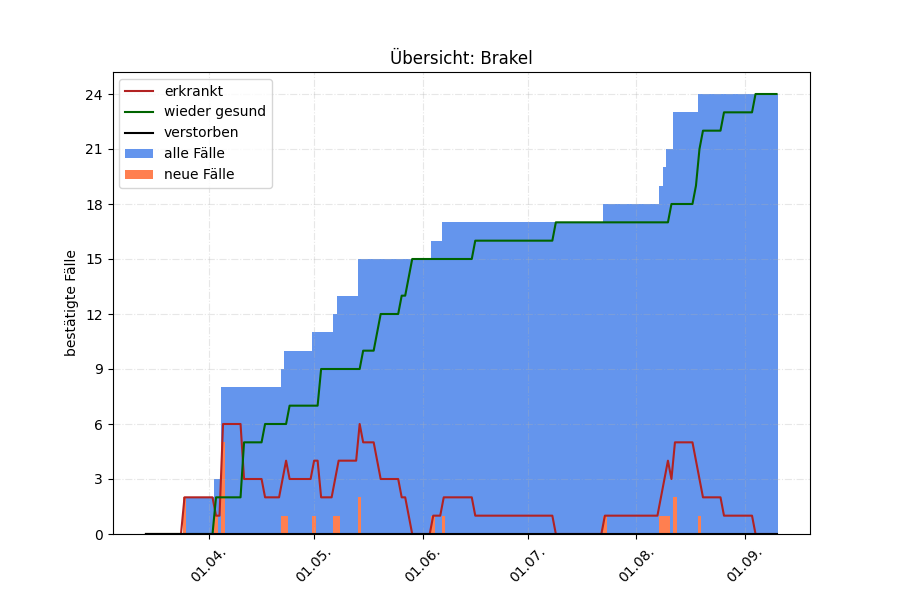 Übersicht: Brakel
bestätigte Fälle
24
21
18
15
12
9
6
3
0
erkrankt
wieder gesund
verstorben
alle Fälle
neue Fälle
01.04.
01.05.
01.06.
01.07.
01.08.
01.09.